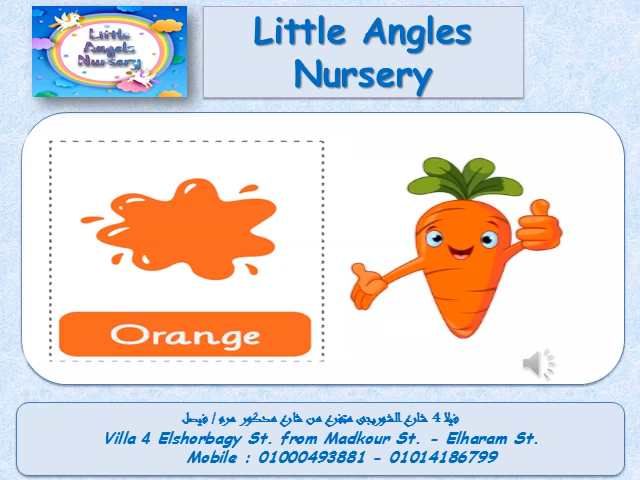 Little
Angels
Nursery
Little Angles
Nursery
Orange
فيلا 4 شارع الشوربجى متفرع من شارع مدكور هرم / فيصل
Villa 4 Elshorbagy St. from Madkour St. - Elharam St.
Mobile : 01000493881 - 01014186799